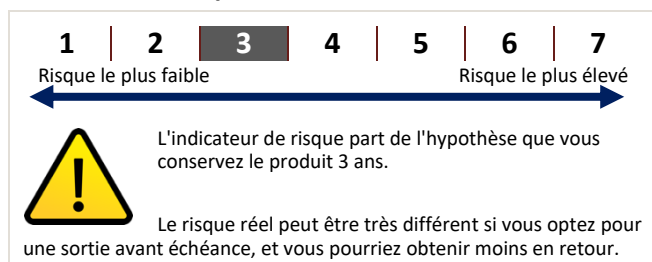 1 2 3 4 5 6 7
Risque le plus faible Risque le plus élevé
L'indicateur de risque part de l'hypothèse que vous
conservez le produit 3 ans.
Le risque réel peut être très différent si vous optez pour
une sortie avant échéance, et vous pourriez obtenir moins en retour.